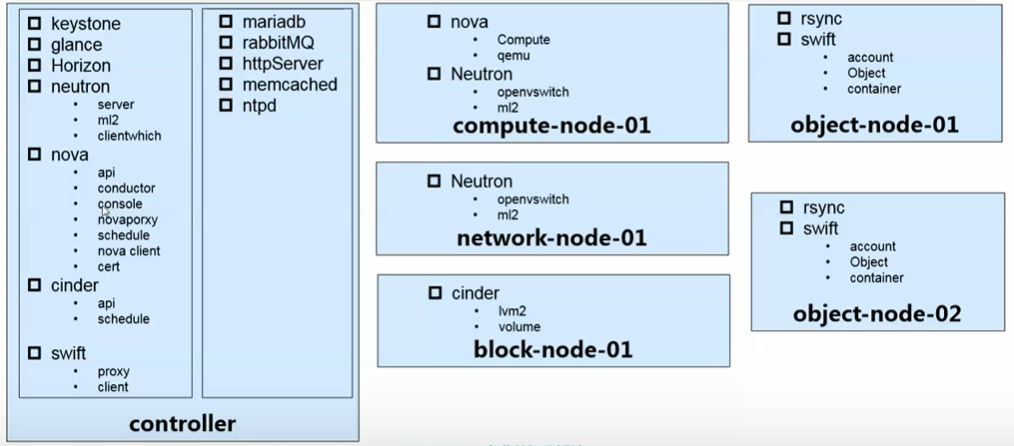 keystone
glance
Horizon
neutron
server
ml2
clientwhich
nova
api
conductor
console
novaporxy
schedule
nova client
cert
cinder
api
schedule
swift
proxy
client
mariadb
rabbitMQ
httpServer
memcached
ntpd
controller
nova
Compute
qemu
Neutron
openvswitch
ml2
compute-node-01
Neutron
openvswitch
ml2
network-node-01
cinder
lvm2
volume
block-node-01
rsync
swift
account
Object
container
object-node-01
rsync
swift
account
Object
container
object-node-02